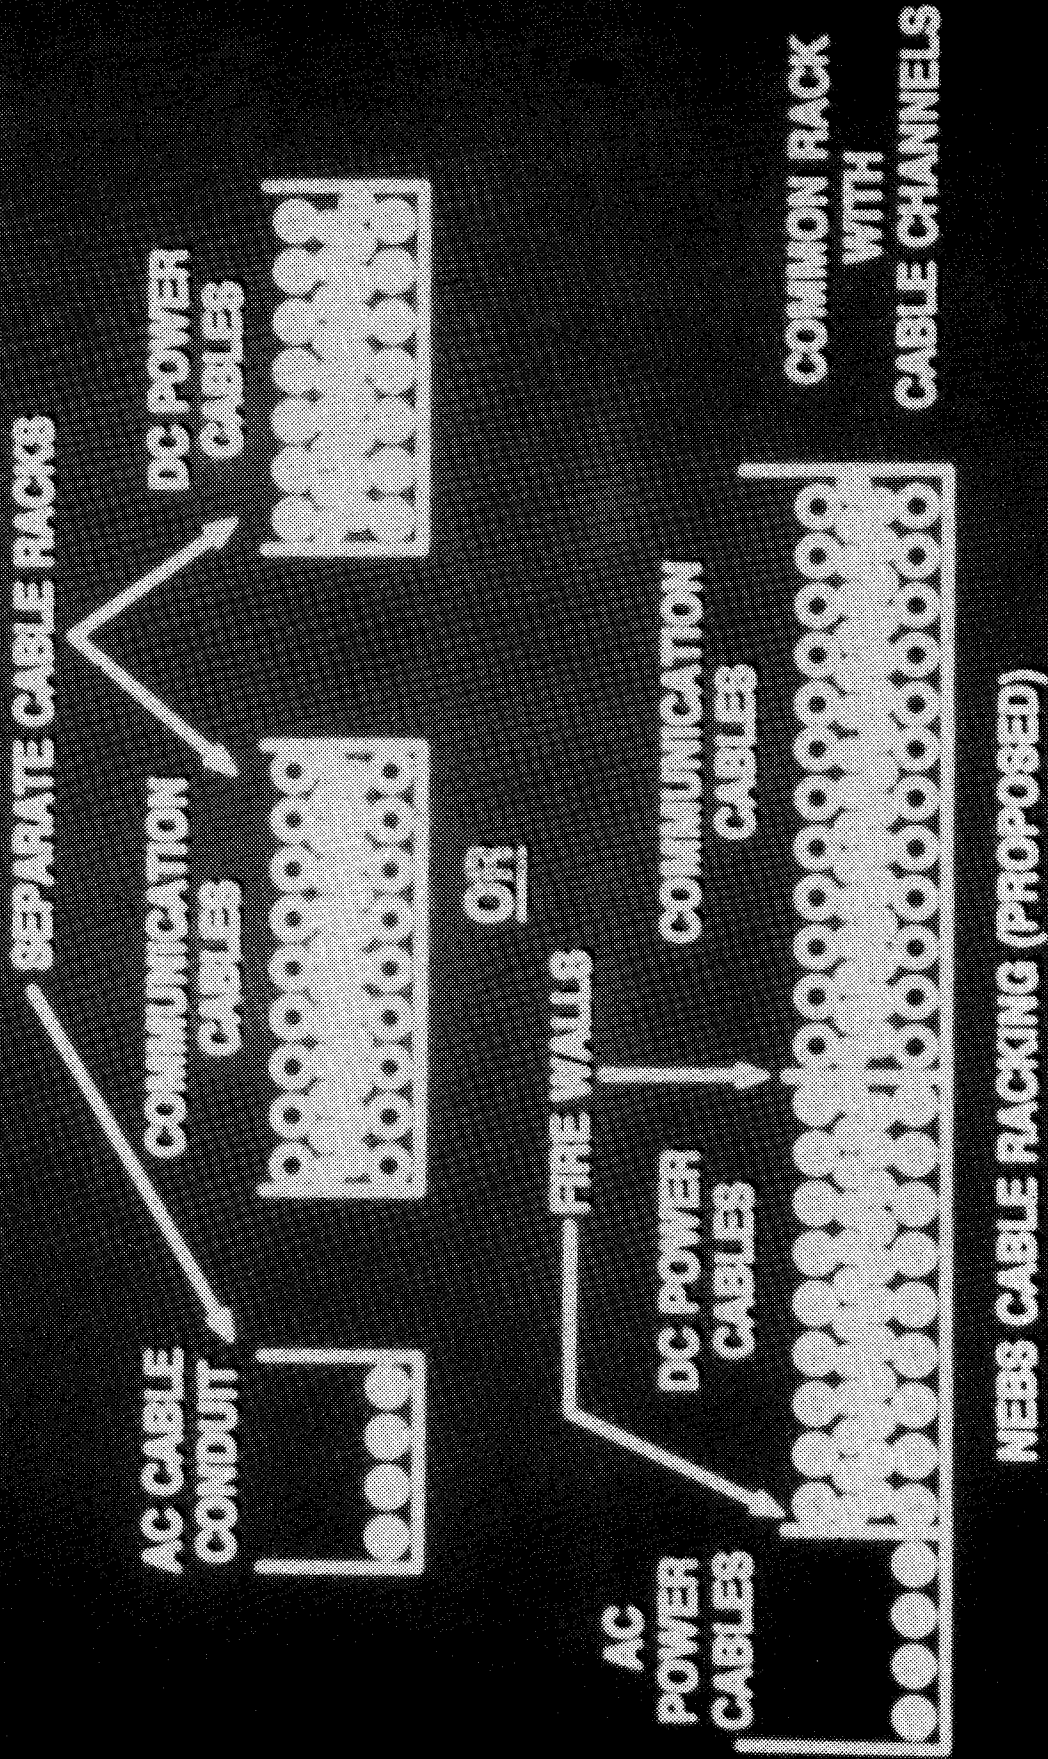 SEPARATE CABLE RACKS
AC CABLE
CONDUIT
COMMUNICATION
CABLES
DC POWER
CABLES
OR
FIRE WALLS
AC
POWER
CABLES
DC POWER
CABLES
COMMUNICATION
CABLES
COMMON RACK
WITH
CABLE CHANNELS
NEBS CABLE RACKING (PROPOSED)